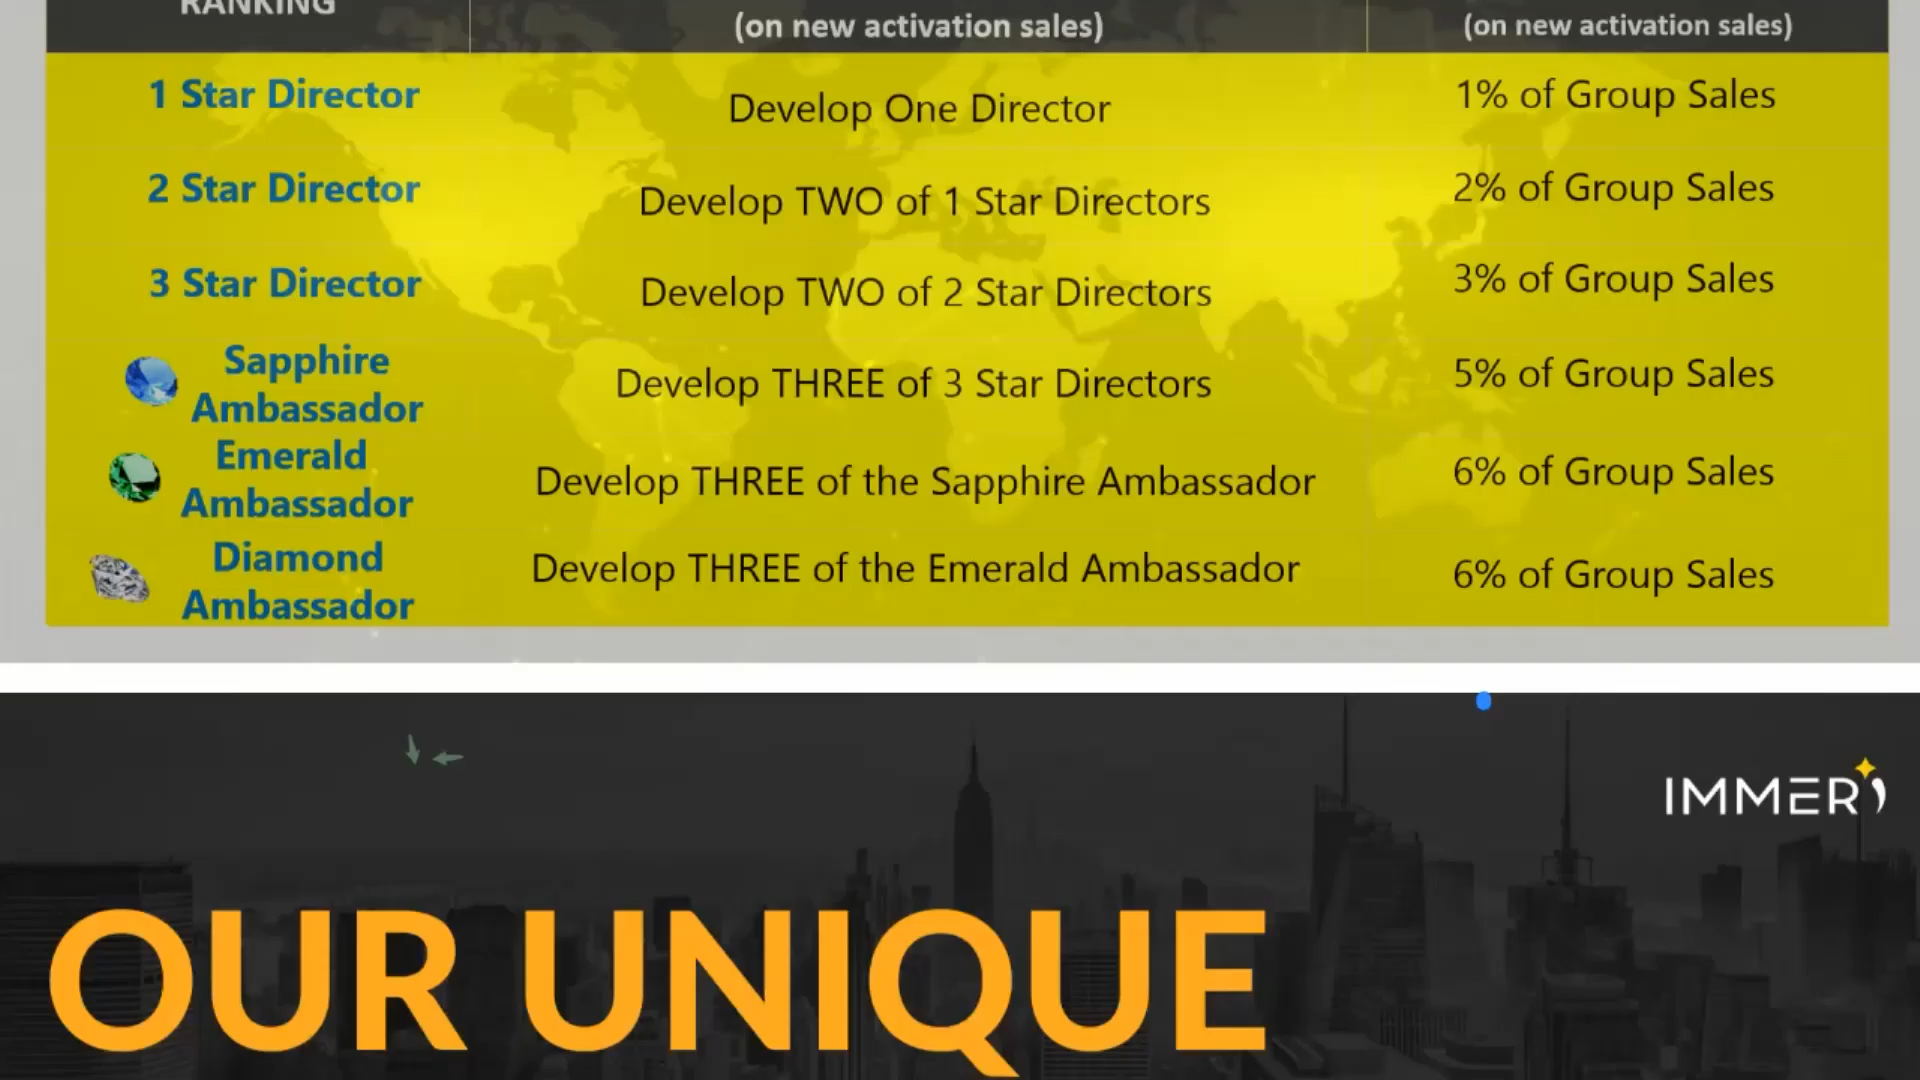 RANKING
(on new activation sales)
(on new activation sales)
1 Star Director
Develop One Director
1% of Group Sales
2 Star Director
Develop TWO of 1 Star Directors
2% of Group Sales
3 Star Director
Develop TWO of 2 Star Directors
3% of Group Sales
Sapphire
Ambassador
Develop THREE of 3 Star Directors
5% of Group Sales
Emerald
Ambassador
Develop THREE of the Sapphire Ambassador
6% of Group Sales
Diamond
Ambassador
Develop THREE of the Emerald Ambassador
6% of Group Sales
IMMER
OUR UNIQUE